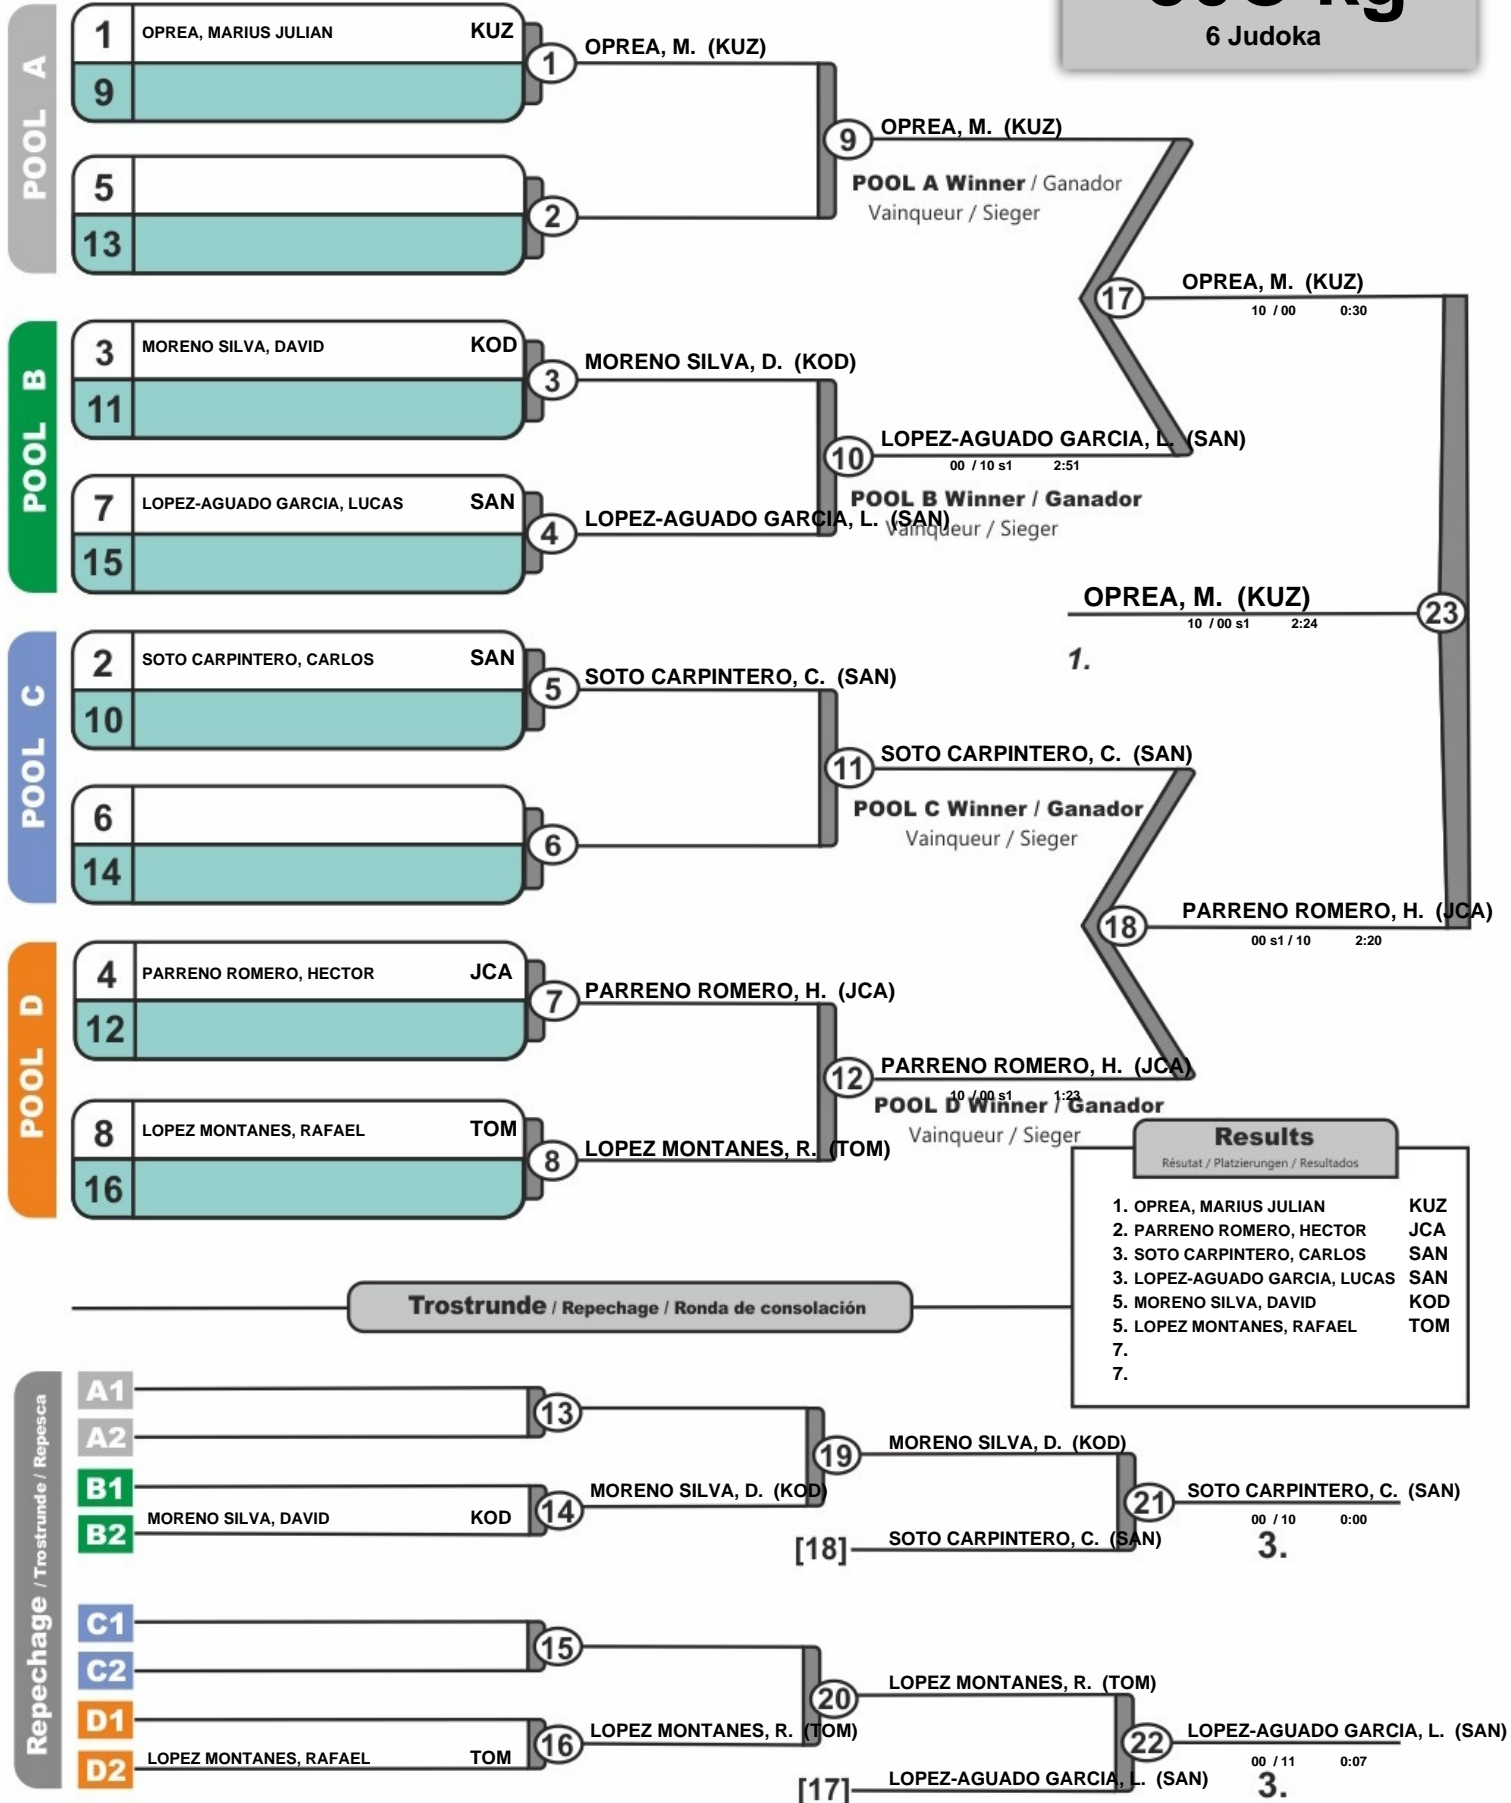 6 Judoka
POOL A
1 OPREA, MARIUS JULIAN KUZ
9
1
OPREA, M. (KUZ)
5
13
2
9
OPREA, M. (KUZ)
POOL A Winner / Ganador
Vainqueur / Sieger
POOL B
3 MORENO SILVA, DAVID KOD
11
3
MORENO SILVA, D. (KOD)
7 LOPEZ-AGUADO GARCIA, LUCAS SAN
15
4
LOPEZ-AGUADO GARCIA, L. (SAN)
10
LOPEZ-AGUADO GARCIA, L. (SAN)
00 / 10 s1 2:51
POOL B Winner / Ganador
Vainqueur / Sieger
17
OPREA, M. (KUZ)
10 / 00 0:30
OPREA, M. (KUZ)
10 / 00 s1 2:24
23
1.
POOL C
2 SOTO CARPINTERO, CARLOS SAN
10
5
SOTO CARPINTERO, C. (SAN)
6
14
6
11
SOTO CARPINTERO, C. (SAN)
POOL C Winner / Ganador
Vainqueur / Sieger
18
PARRENO ROMERO, H. (JCA)
00 s1 / 10 2:20
POOL D
4 PARRENO ROMERO, HECTOR JCA
12
7
PARRENO ROMERO, H. (JCA)
8 LOPEZ MONTANES, RAFAEL TOM
16
8
LOPEZ MONTANES, R. (TOM)
12
PARRENO ROMERO, H. (JCA)
10 / 00 s1 1:23
POOL D Winner / Ganador
Vainqueur / Sieger
Results
Résutat / Platzierungen / Resultados
1. OPREA, MARIUS JULIAN KUZ
2. PARRENO ROMERO, HECTOR JCA
3. SOTO CARPINTERO, CARLOS SAN
3. LOPEZ-AGUADO GARCIA, LUCAS SAN
5. MORENO SILVA, DAVID KOD
5. LOPEZ MONTANES, RAFAEL TOM
7.
7.
Trostrunde / Repechage / Ronda de consolación
Repechage / Trostrunde / Repesca
A1
A2
13
B1
B2 MORENO SILVA, DAVID KOD
14
MORENO SILVA, D. (KOD)
19
MORENO SILVA, D. (KOD)
[18] SOTO CARPINTERO, C. (SAN)
21
SOTO CARPINTERO, C. (SAN)
00 / 10 0:00
3.
C1
C2
15
D1
D2 LOPEZ MONTANES, RAFAEL TOM
16
LOPEZ MONTANES, R. (TOM)
20
LOPEZ MONTANES, R. (TOM)
[17] LOPEZ-AGUADO GARCIA, L. (SAN)
22
LOPEZ-AGUADO GARCIA, L. (SAN)
00 / 11 0:07
3.